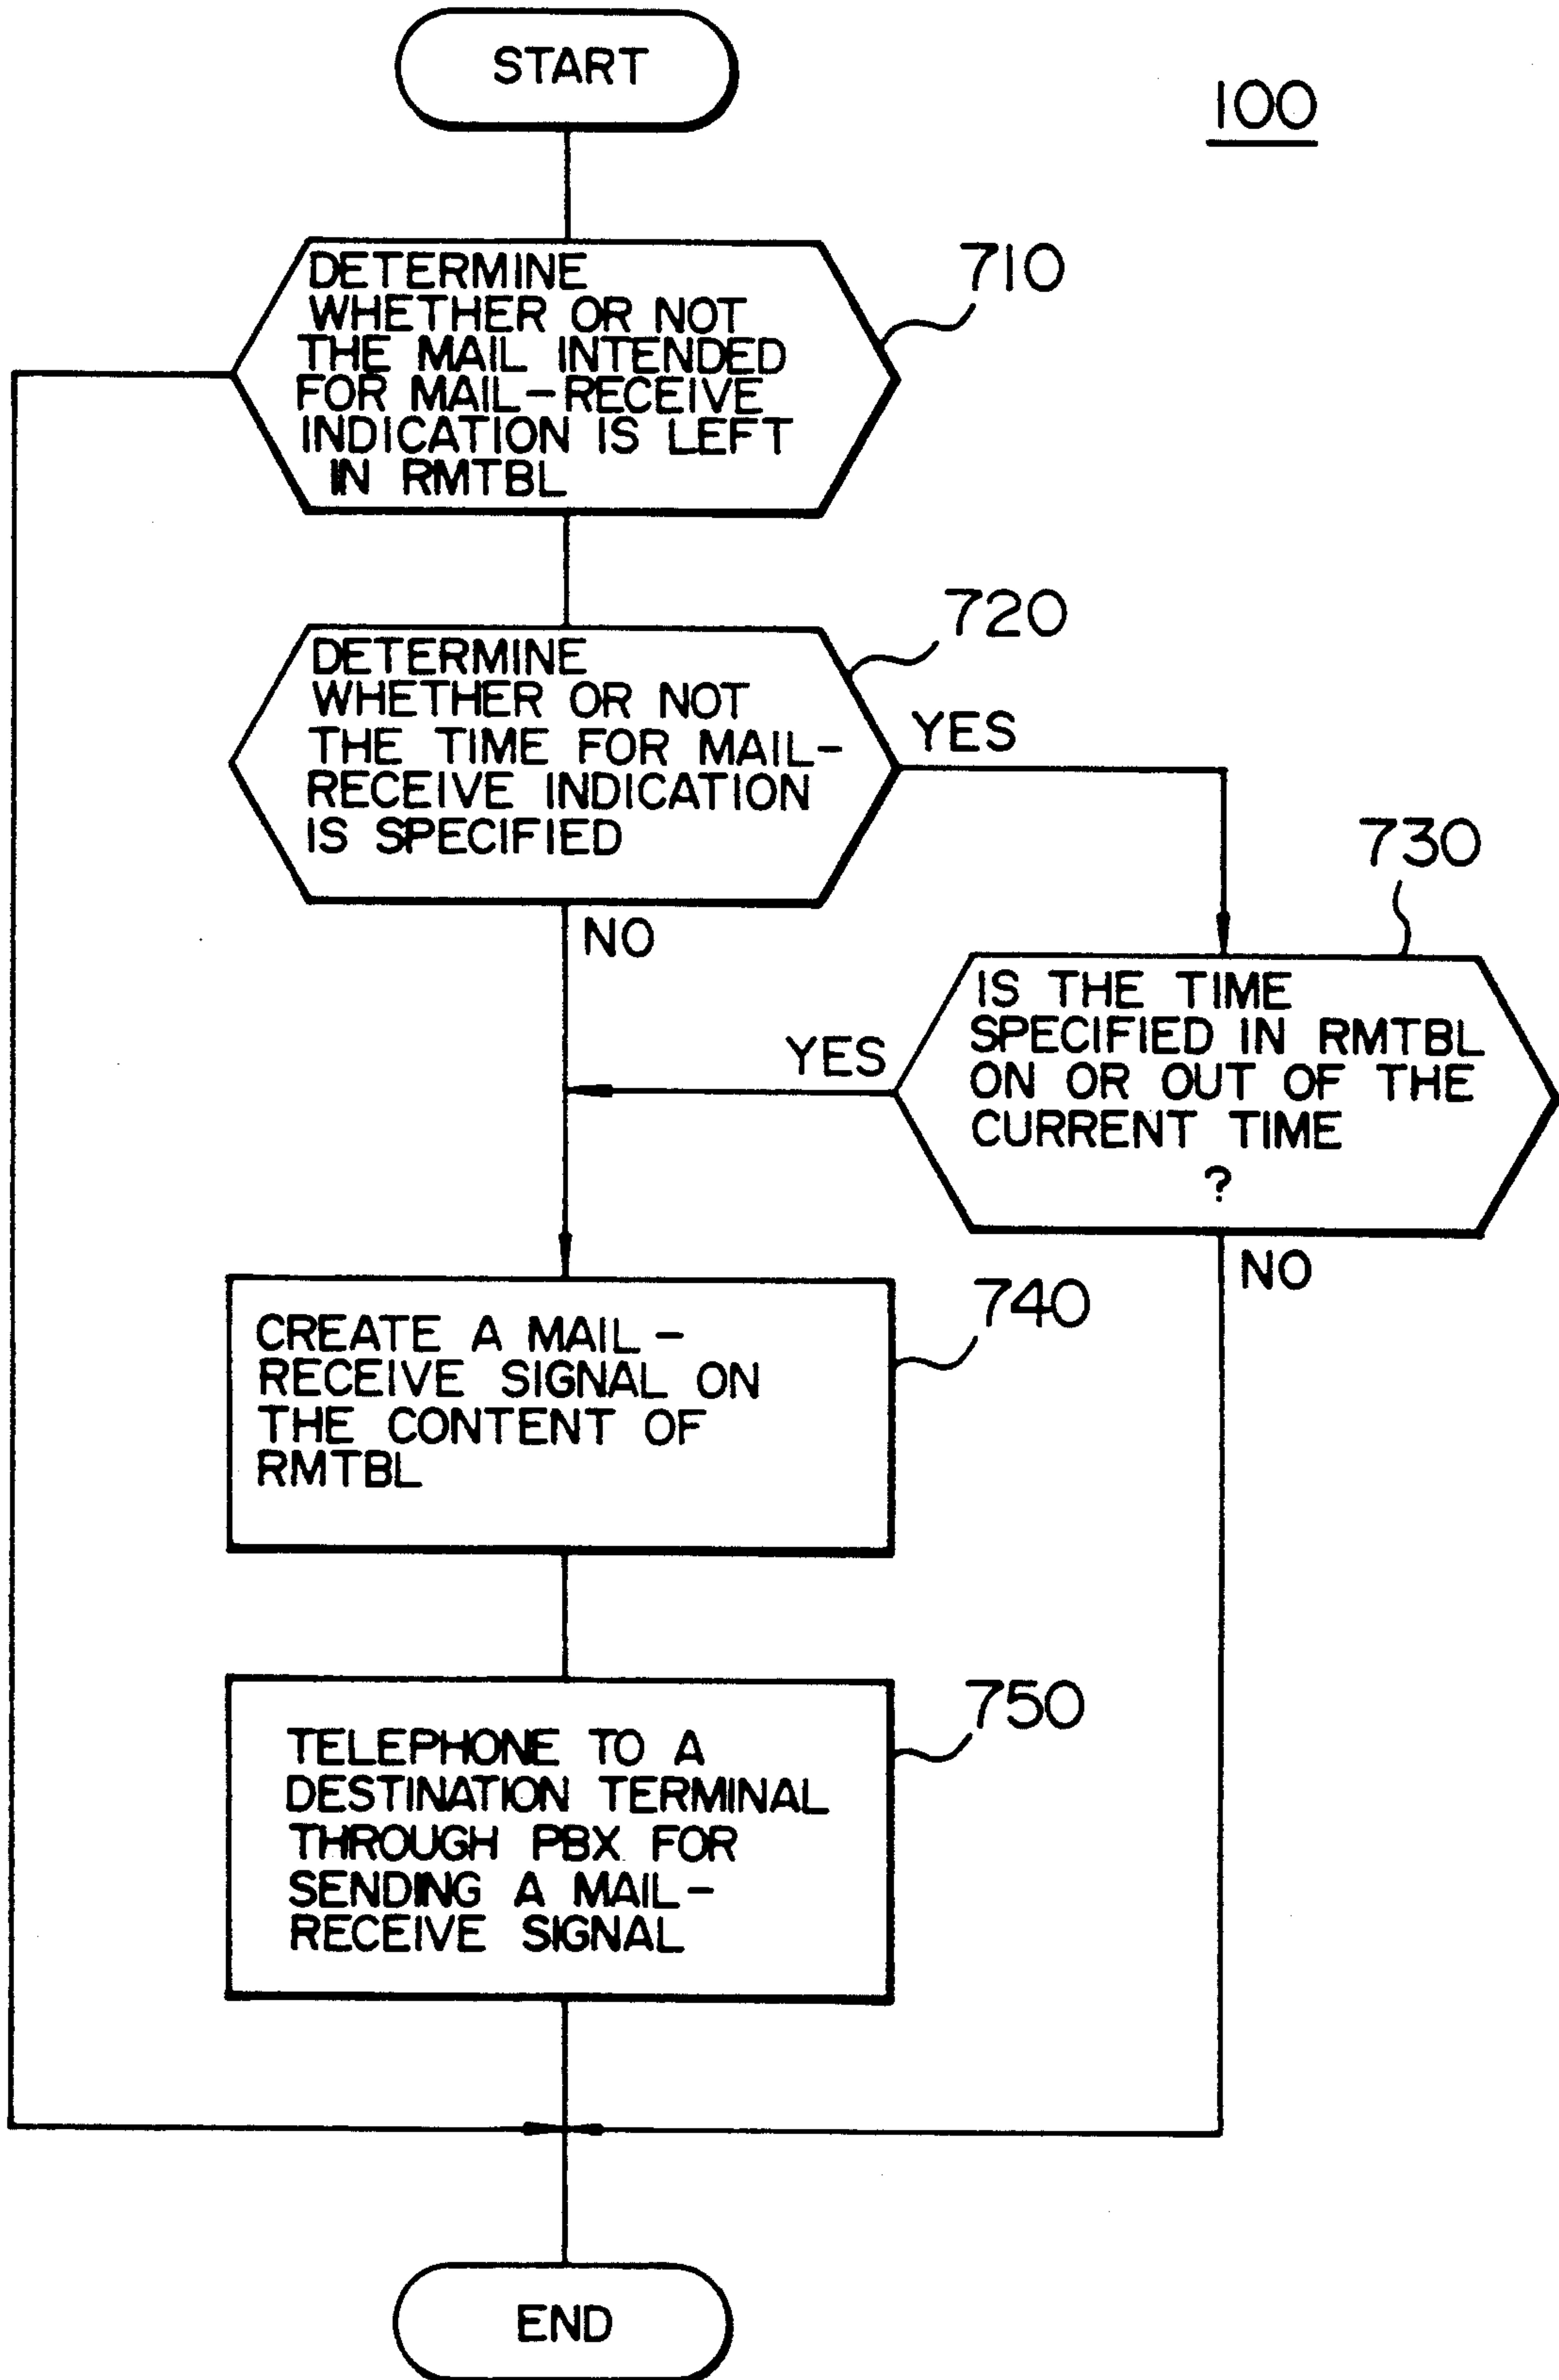 START
100
DETERMINE
WHETHER OR NOT
THE MAIL INTENDED
FOR MAIL-RECEIVE
INDICATION IS LEFT
IN RMTBL
710
DETERMINE
WHETHER OR NOT
THE TIME FOR MAIL-
RECEIVE INDICATION
IS SPECIFIED
720
YES
NO
730
IS THE TIME
SPECIFIED IN RMTBL
ON OR OUT OF THE
CURRENT TIME
?
YES
NO
CREATE A MAIL-
RECEIVE SIGNAL ON
THE CONTENT OF
RMTBL
740
TELEPHONE TO A
DESTINATION TERMINAL
THROUGH PBX FOR
SENDING A MAIL-
RECEIVE SIGNAL
750
END